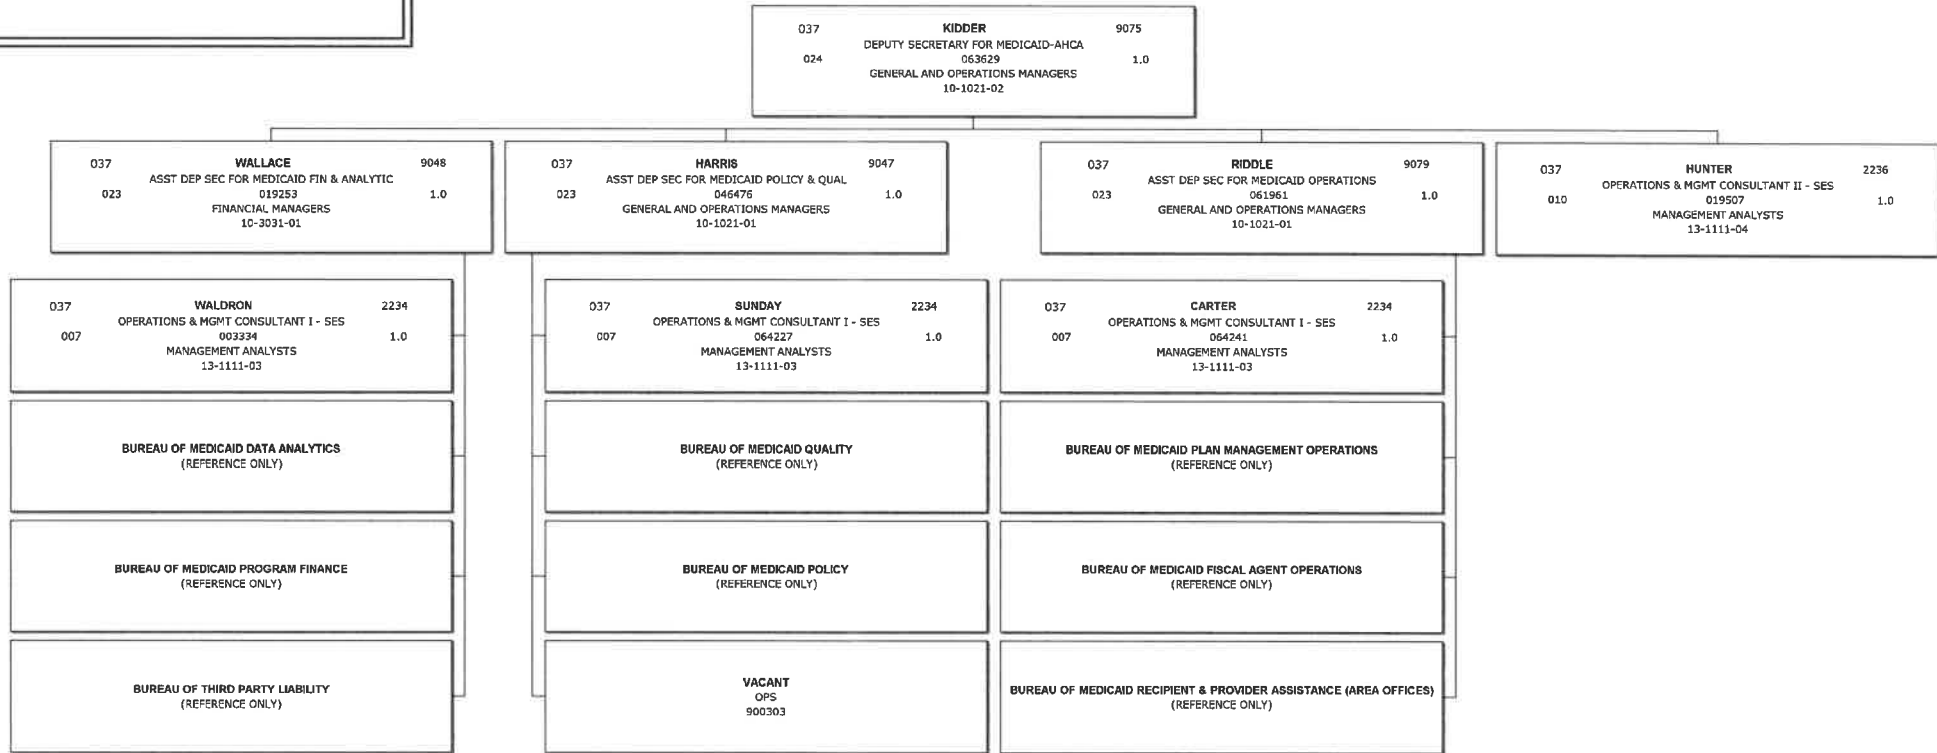 037 KIDDER 9075
DEPUTY SECRETARY FOR MEDICAID-AHCA
024 063629 1.0
GENERAL AND OPERATIONS MANAGERS
10-1021-02
037 WALLACE 9048
ASST DEP SEC FOR MEDICAID FIN & ANALYTIC
023 019253 1.0
FINANCIAL MANAGERS
10-3031-01
037 HARRIS 9047
ASST DEP SEC FOR MEDICAID POLICY & QUAL
023 046476 1.0
GENERAL AND OPERATIONS MANAGERS
10-1021-01
037 RIDDLE 9079
ASST DEP SEC FOR MEDICAID OPERATIONS
023 061961 1.0
GENERAL AND OPERATIONS MANAGERS
10-1021-01
037 HUNTER 2236
OPERATIONS & MGMT CONSULTANT II - SES
010 019507 1.0
MANAGEMENT ANALYSTS
13-1111-04
037 WALDRON 2234
OPERATIONS & MGMT CONSULTANT I - SES
007 003334 1.0
MANAGEMENT ANALYSTS
13-1111-03
037 SUNDAY 2234
OPERATIONS & MGMT CONSULTANT I - SES
007 064227 1.0
MANAGEMENT ANALYSTS
13-1111-03
037 CARTER 2234
OPERATIONS & MGMT CONSULTANT I - SES
007 064241 1.0
MANAGEMENT ANALYSTS
13-1111-03
BUREAU OF MEDICAID DATA ANALYTICS
(REFERENCE ONLY)
BUREAU OF MEDICAID QUALITY
(REFERENCE ONLY)
BUREAU OF MEDICAID PLAN MANAGEMENT OPERATIONS
(REFERENCE ONLY)
BUREAU OF MEDICAID PROGRAM FINANCE
(REFERENCE ONLY)
BUREAU OF MEDICAID POLICY
(REFERENCE ONLY)
BUREAU OF MEDICAID FISCAL AGENT OPERATIONS
(REFERENCE ONLY)
BUREAU OF THIRD PARTY LIABILITY
(REFERENCE ONLY)
VACANT
OPS
900303
BUREAU OF MEDICAID RECIPIENT & PROVIDER ASSISTANCE (AREA OFFICES)
(REFERENCE ONLY)